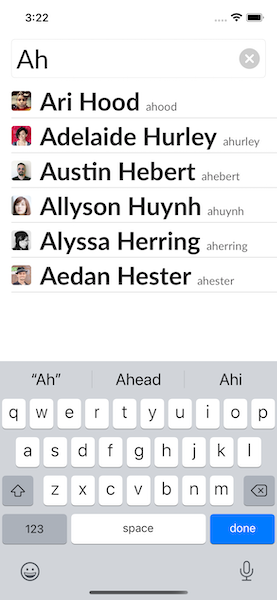 3:22
Ah
Ari Hood ahood
Adelaide Hurley ahurley
Austin Hebert ahebert
Allyson Huynh ahuynh
Alyssa Herring aherring
Aedan Hester ahester
“Ah” Ahead Ahi
q w e r t y u i o p
a s d f g h j k l
z x c v b n m
123 space done